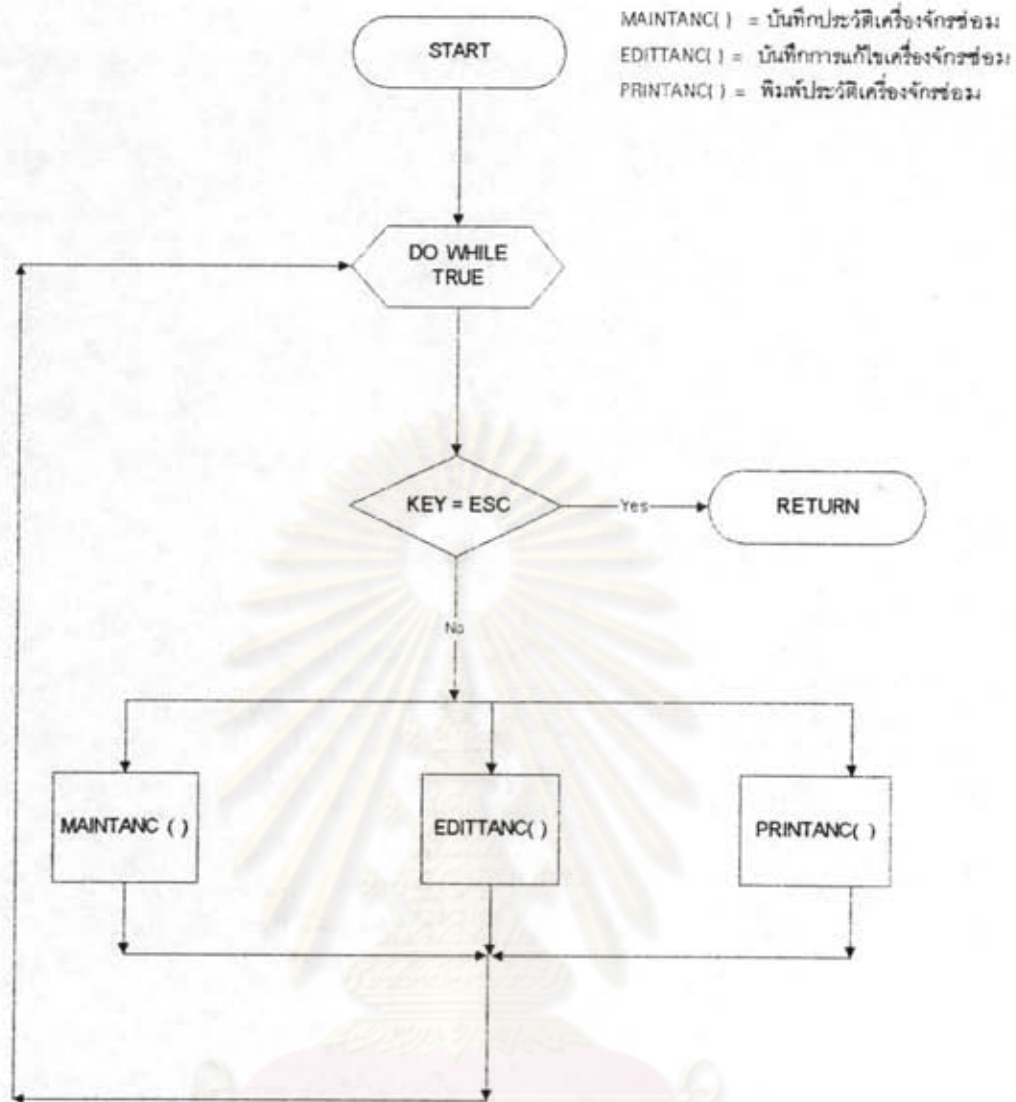 MAINTANC( ) = บันทึกประวัติเครื่องจักรซ่อม
EDITTANC( ) = บันทึกการแก้ไขเครื่องจักรซ่อม
PRINTANC( ) = พิมพ์ประวัติเครื่องจักรซ่อม
START
DO WHILE
TRUE
KEY = ESC
Yes
RETURN
No
MAINTANC ( )
EDITTANC( )
PRINTANC( )